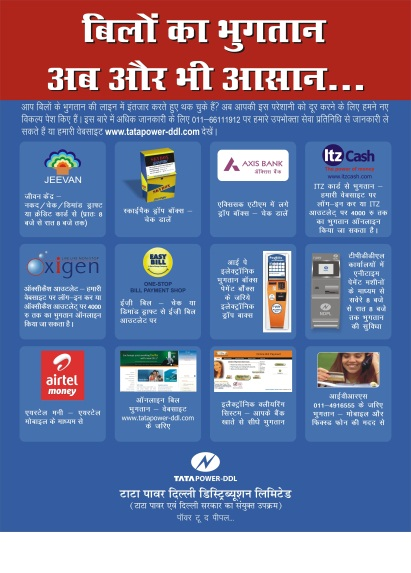 बिलों का भुगतान
अब और भी आसान...
आप बिलों के भुगतान की लाइन में इंतजार करते हुए थक चुके हैं? अब आपकी इस परेशानी को दूर करने के लिए हमने नए
विकल्प पेश किए हैं। इस बारे में अधिक जानकारी के लिए 011-66111912 पर हमारे उपभोक्ता सेवा प्रतिनिधि से जानकारी ले
सकते हैं या हमारी वेबसाइट www.tatapower-ddl.com देखें।
JEEVAN
जीवन केंद्र –
नकद/चेक/डिमांड ड्राफ्ट
या क्रेडिट कार्ड से (प्रातः 8
बजे से रात 8 बजे तक)
स्काईपैक ड्रॉप बॉक्स –
चेक डालें
AXIS BANK
ऐक्सिस बैंक
एक्सिसक एटीएम में लगे
ड्रॉप बॉक्स – चेक डालें
Itz Cash
The power of money
www.itzcash.com
ITZ कार्ड से भुगतान –
हमारी वेबसाइट पर
लॉग-इन कर या ITZ
आउटलेट पर 4000 रु तक
का भुगतान ऑनलाइन
किया जा सकता है।
Oxigen
ऑक्सीकैश आउटलेट – हमारी
वेबसाइट पर लॉग-इन कर या
ऑक्सीकैश आउटलेट पर 4000
रु तक का भुगतान ऑनलाइन
किया जा सकता है।
EASY
BILL
ONE-STOP
BILL PAYMENT SHOP
ईजी बिल – चेक या
डिमांड ड्राफ्ट से ईजी बिल
आउटलेट पर
आई पे
इलेक्ट्रॉनिक
भुगतान बॉक्स
पेमेंट बॉक्स
के जरिये
इलेक्ट्रॉनिक
ड्रॉप बाक्स
टीपीडीडीएल
कार्यालयों में
एनीटाइम
पेमेंट मशीनों
के माध्यम से
सवेरे 8 बजे
से रात 8 बजे
तक भुगतान
की सुविधा
airtel
money
एयरटेल मनी – एयरटेल
मोबाइल के माध्यम से
ऑनलाइन बिल
भुगतान – वेबसाइट
www.tatapower-ddl.com
के जरिए
इलैक्ट्रॉनिक क्लीयरिंग
सिस्टम – आपके बैंक
खाते से सीधे भुगतान
आईवीआरएस
011-4916555 के जरिए
भुगतान – मोबाइल और
फिक्स्ड फोन की मदद से
TATA POWER-DDL
टाटा पावर दिल्ली डिस्ट्रिब्यूशन लिमिटेड
(टाटा पावर एवं दिल्ली सरकार का संयुक्त उपक्रम)
पॉवर टू द पीपल..